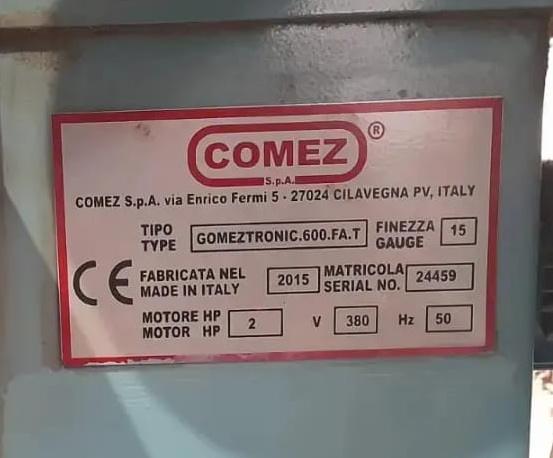 COMEZ ®
S.p.A.
COMEZ S.p.A. via Enrico Fermi 5 - 27024 CILAVEGNA PV, ITALY
TIPO
TYPE GOMEZTRONIC.600.FA.T FINEZZA
GAUGE 15
CE FABRICATA NEL
MADE IN ITALY 2015 MATRICOLA
SERIAL NO. 24459
MOTORE HP
MOTOR HP 2 V 380 Hz 50